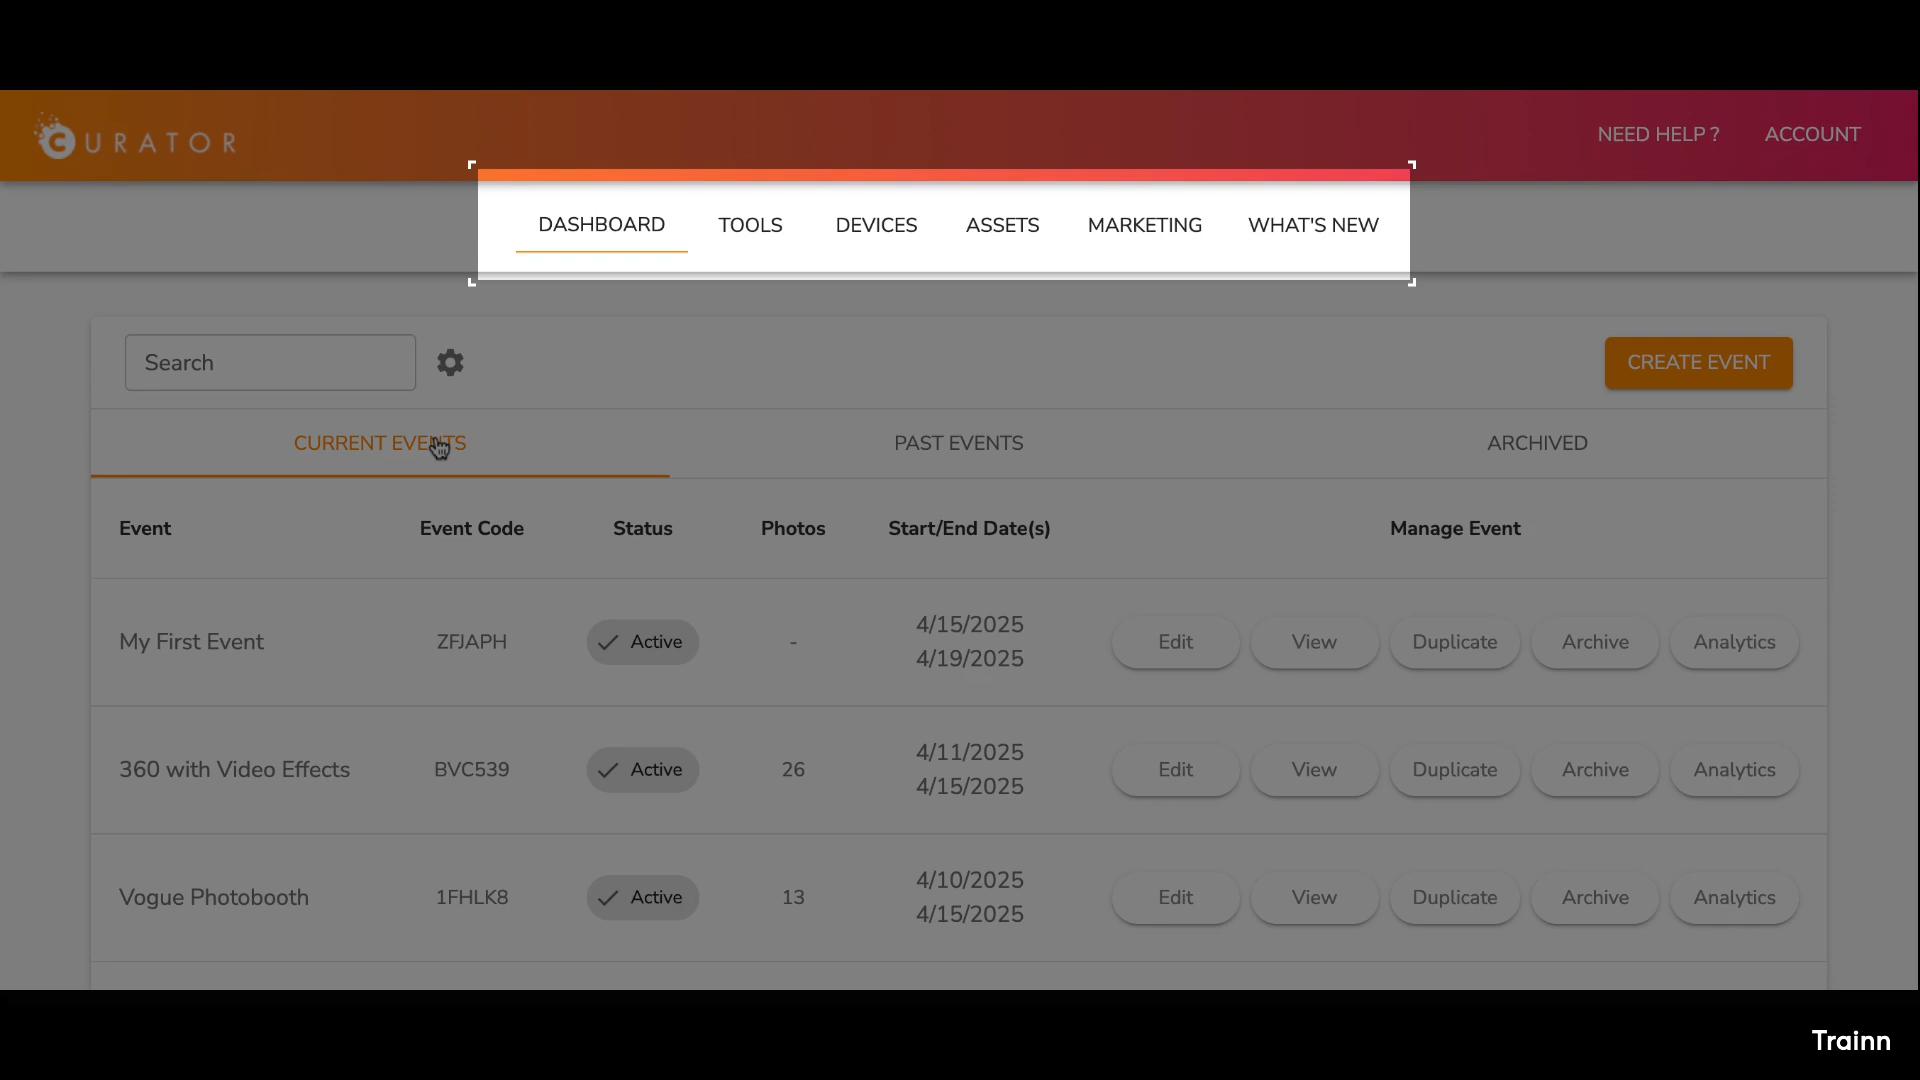 CURATOR
NEED HELP ? ACCOUNT
DASHBOARD TOOLS DEVICES ASSETS MARKETING WHAT'S NEW
Search CREATE EVENT
CURRENT EVENTS PAST EVENTS ARCHIVED
Event Event Code Status Photos Start/End Date(s) Manage Event
My First Event ZFJAPH Active - 4/15/2025 Edit View Duplicate Archive Analytics
4/19/2025
360 with Video Effects BVC539 Active 26 4/11/2025 Edit View Duplicate Archive Analytics
4/15/2025
Vogue Photobooth 1FHLK8 Active 13 4/10/2025 Edit View Duplicate Archive Analytics
4/15/2025
Trainn